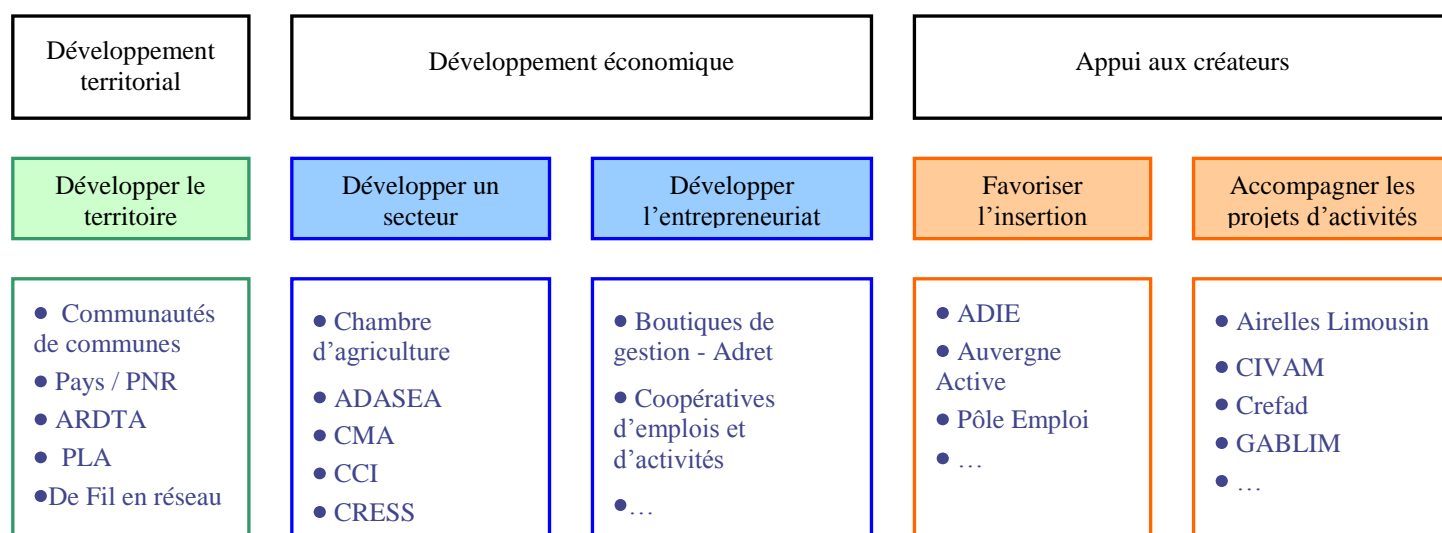 Développement
territorial
Développement économique
Appui aux créateurs
Développer le
territoire
Développer un
secteur
Développer
l’entrepreneuriat
Favoriser
l’insertion
Accompagner les
projets d’activités
● Communautés
de communes
● Pays / PNR
● ARDTA
● PLA
●De Fil en réseau
● Chambre
d’agriculture
● ADASEA
● CMA
● CCI
● CRESS
● Boutiques de
gestion - Adret
● Coopératives
d’emplois et
d’activités
●…
● ADIE
● Auvergne
Active
● Pôle Emploi
● …
● Airelles Limousin
● CIVAM
● Crefad
● GABLIM
● …